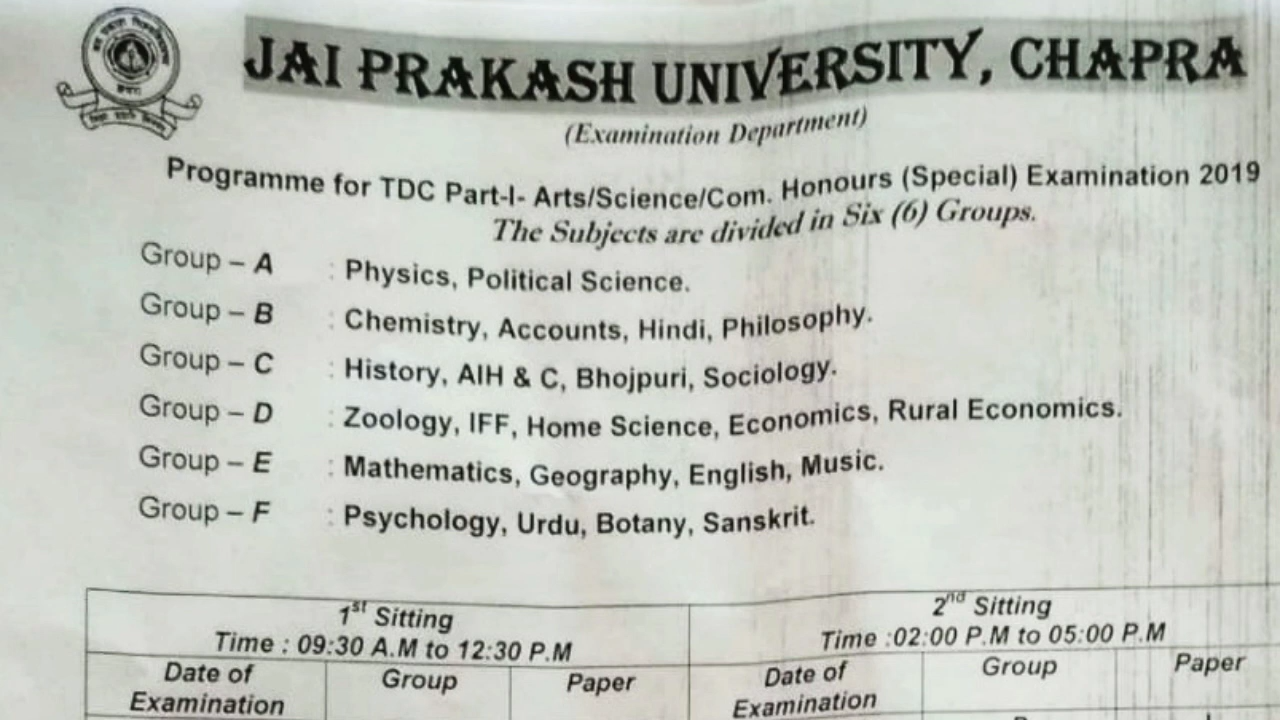 JAI PRAKASH UNIVERSITY, CHAPRA
(Examination Department)
Programme for TDC Part-I- Arts/Science/Com. Honours (Special) Examination 2019
The Subjects are divided in Six (6) Groups.
Group – A : Physics, Political Science.
Group – B : Chemistry, Accounts, Hindi, Philosophy.
Group – C : History, AIH & C, Bhojpuri, Sociology.
Group – D : Zoology, IFF, Home Science, Economics, Rural Economics.
Group – E : Mathematics, Geography, English, Music.
Group – F : Psychology, Urdu, Botany, Sanskrit.
1st Sitting
Time : 09:30 A.M to 12:30 P.M
2nd Sitting
Time :02:00 P.M to 05:00 P.M
Date of Examination Group Paper Date of Examination Group Paper